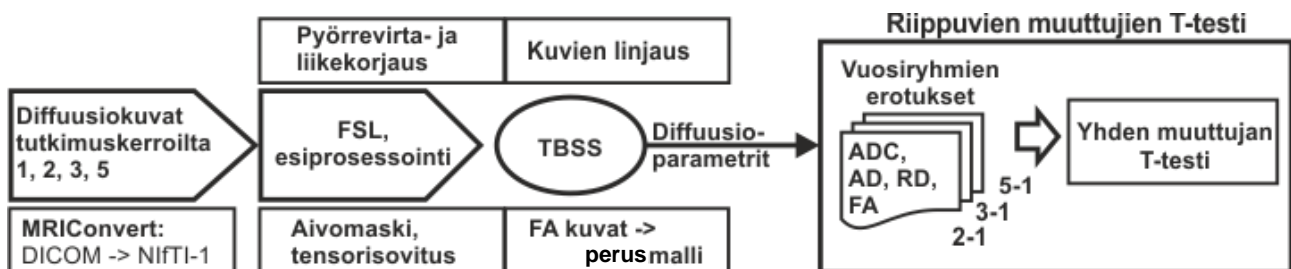 Riippuvien muuttujien T-testi
Pyörrevirta- ja
liikekorjaus
Kuvien linjaus
Diffuusiokuvat
tutkimuskerroilta
1, 2, 3, 5
FSL,
esiprosessointi
TBSS
Diffuusio-
parametrit
Vuosiryhmien
erotukset
ADC,
AD, RD,
FA
5-1
3-1
2-1
Yhden muuttujan
T-testi
MRIConvert:
DICOM -> NIfTI-1
Aivomaski,
tensorisovitus
FA kuvat ->
perusmalli